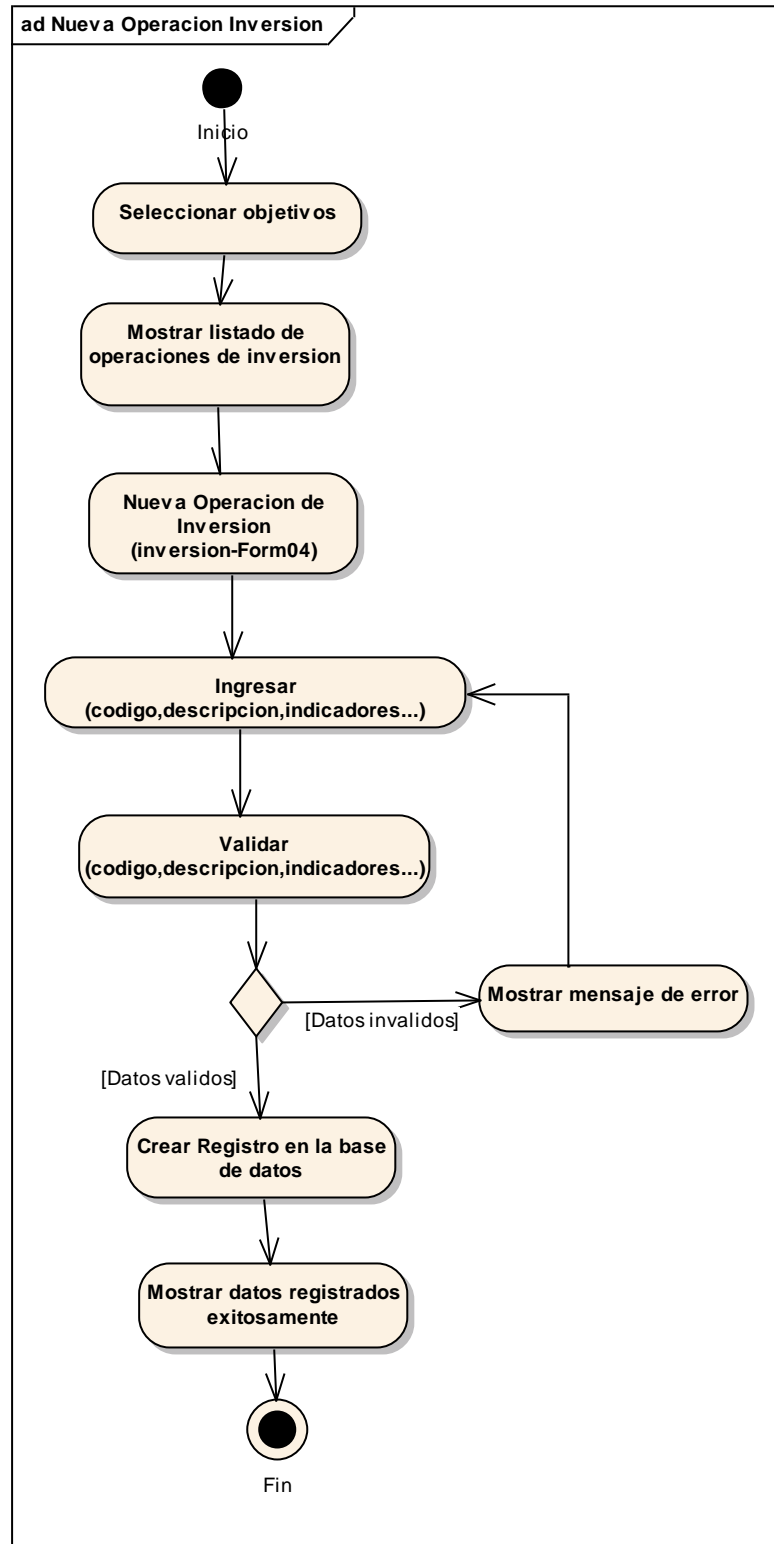 ad Nueva Operacion Inversion
Inicio
Seleccionar objetivos
Mostrar listado de
operaciones de inversion
Nueva Operacion de
Inversion
(inversion-Form04)
Ingresar
(codigo,descripcion,indicadores...)
Validar
(codigo,descripcion,indicadores...)
Mostrar mensaje de error
[Datos invalidos]
[Datos validos]
Crear Registro en la base
de datos
Mostrar datos registrados
exitosamente
Fin